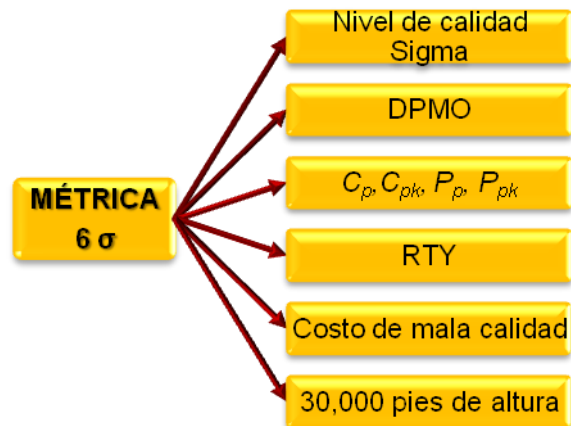 Nivel de calidad
Sigma
DPMO
MÉTRICA
6 σ
Cp, Cpk, Pp, Ppk
RTY
Costo de mala calidad
30,000 pies de altura